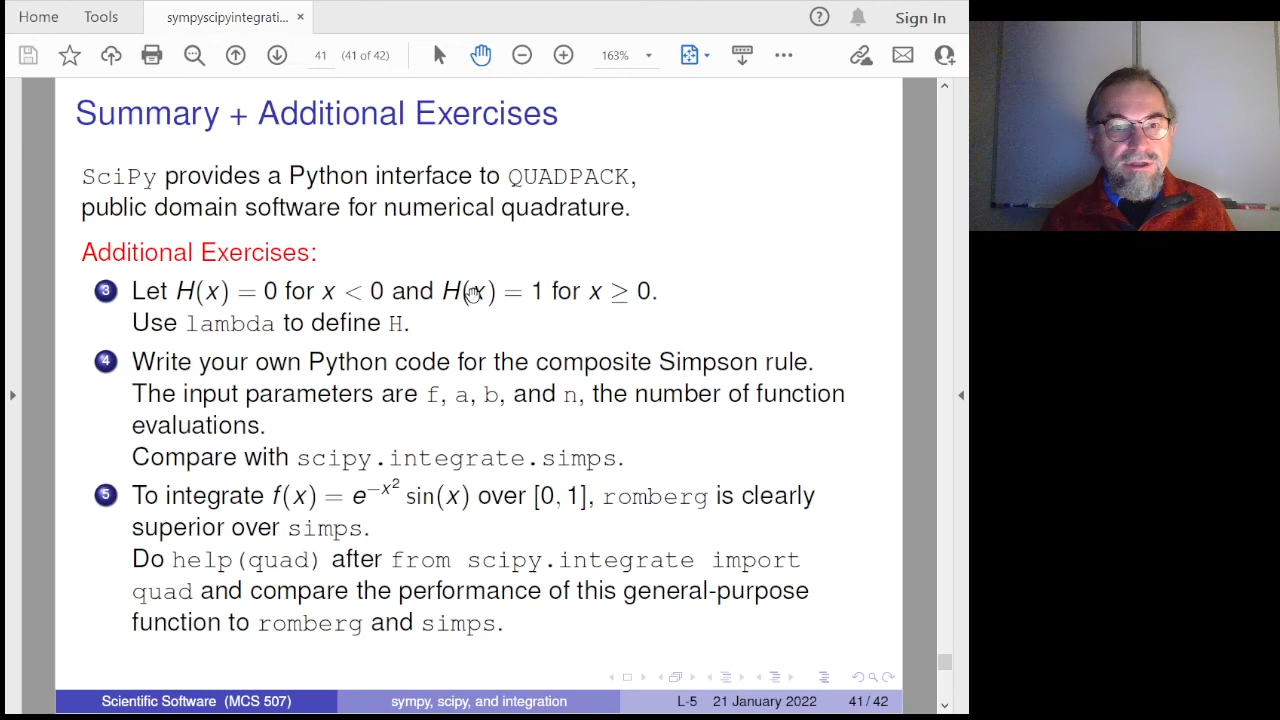 Home Tools sympyscipyintegrati... × Sign In
41 (41 of 42) 163%
Summary + Additional Exercises
SciPy provides a Python interface to QUADPACK,
public domain software for numerical quadrature.
Additional Exercises:
3 Let H(x) = 0 for x < 0 and H(x) = 1 for x ≥ 0.
Use lambda to define H.
4 Write your own Python code for the composite Simpson rule.
The input parameters are f, a, b, and n, the number of function
evaluations.
Compare with scipy.integrate.simps.
5 To integrate f(x) = e^{-x^2} sin(x) over [0, 1], romberg is clearly
superior over simps.
Do help(quad) after from scipy.integrate import
quad and compare the performance of this general-purpose
function to romberg and simps.
Scientific Software (MCS 507) sympy, scipy, and integration L-5 21 January 2022 41 / 42